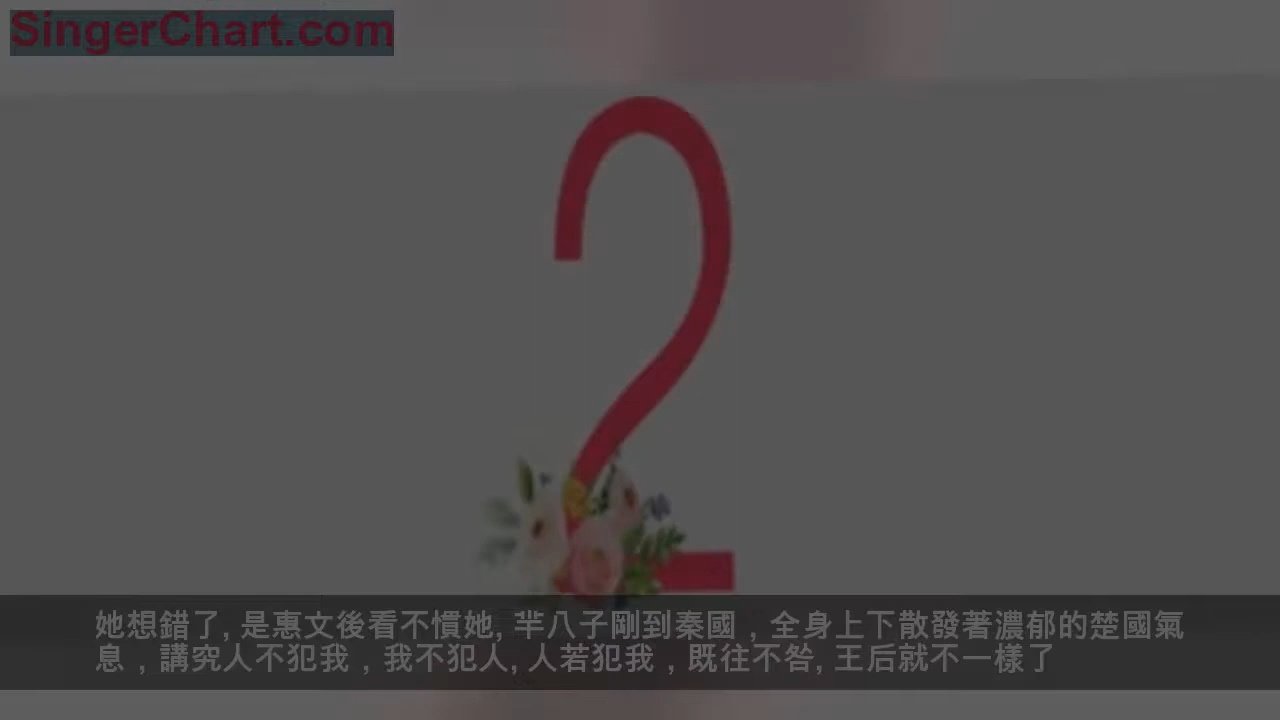 SingerChart.com
2
她想錯了, 是惠文後看不慣她, 羋八子剛到秦國，全身上下散發著濃郁的楚國氣
息，講究人不犯我，我不犯人, 人若犯我，既往不咎, 王后就不一樣了